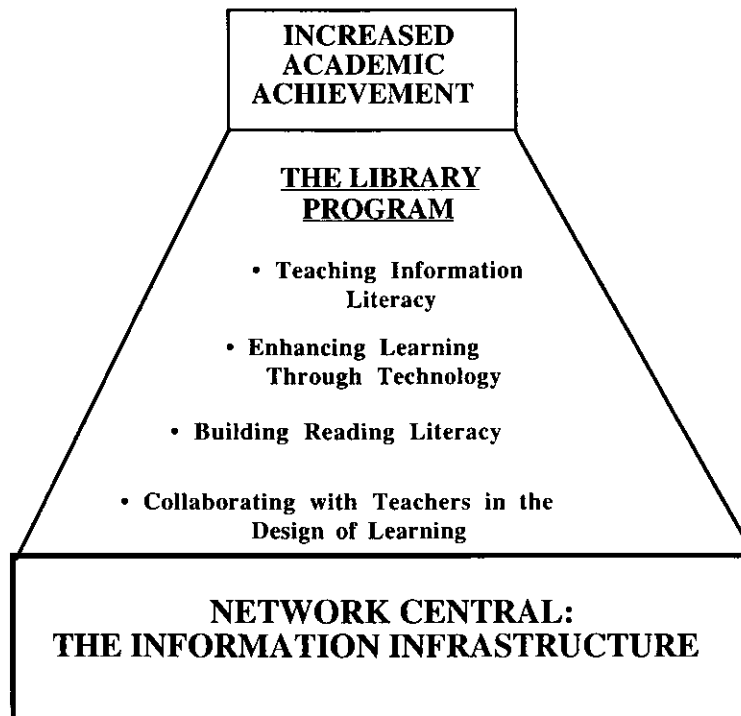 INCREASED
ACADEMIC
ACHIEVEMENT
THE LIBRARY
PROGRAM
• Teaching Information
Literacy
• Enhancing Learning
Through Technology
• Building Reading Literacy
• Collaborating with Teachers in the
Design of Learning
NETWORK CENTRAL:
THE INFORMATION INFRASTRUCTURE